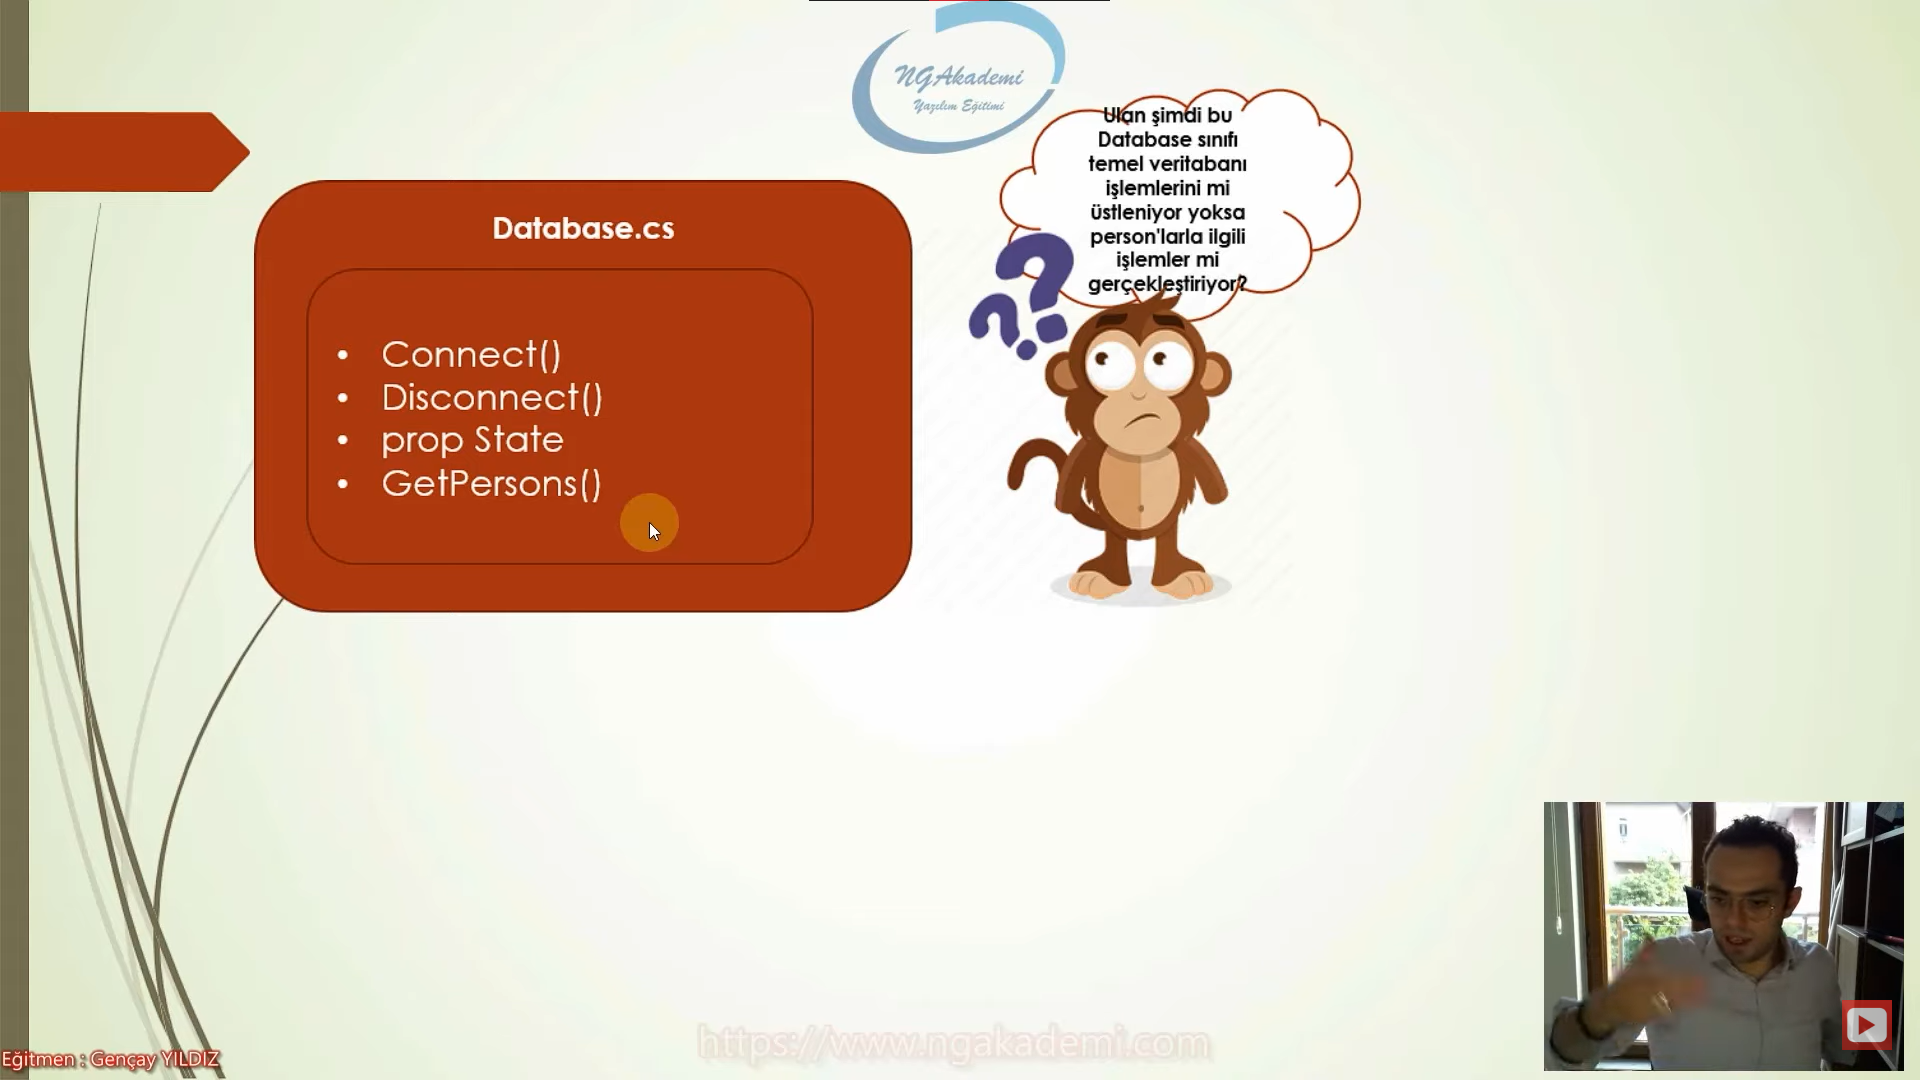 NGAkademi
Yazılım Eğitimi
Ulan şimdi bu
Database sınıfı
temel veritabanı
işlemlerini mi
üstleniyor yoksa
person'larla ilgili
işlemler mi
gerçekleştiriyor?
Database.cs
• Connect()
• Disconnect()
• prop State
• GetPersons()
https://www.ngakademi.com
Eğitmen : Gençay YILDIZ